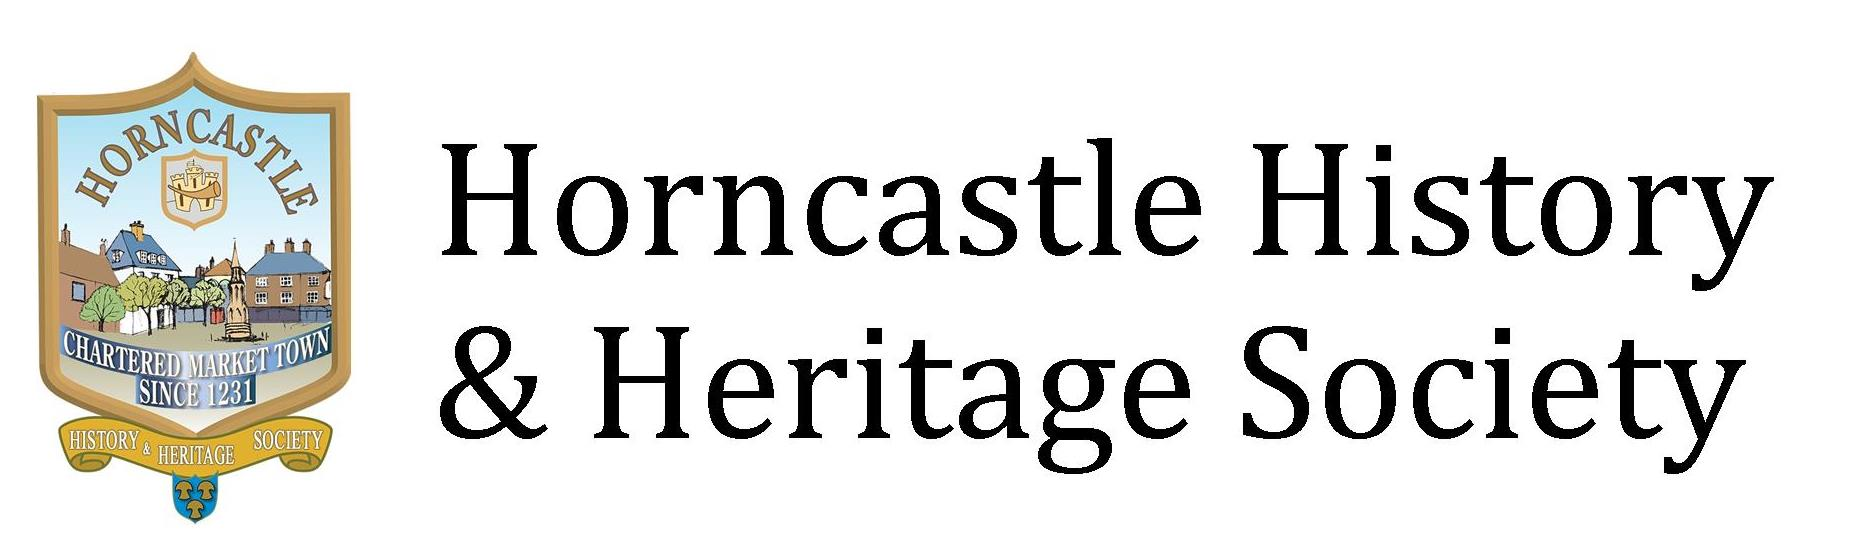 HORNCASTLE
CHARTERED MARKET TOWN
SINCE 1231
HISTORY & HERITAGE SOCIETY
Horncastle History
& Heritage Society